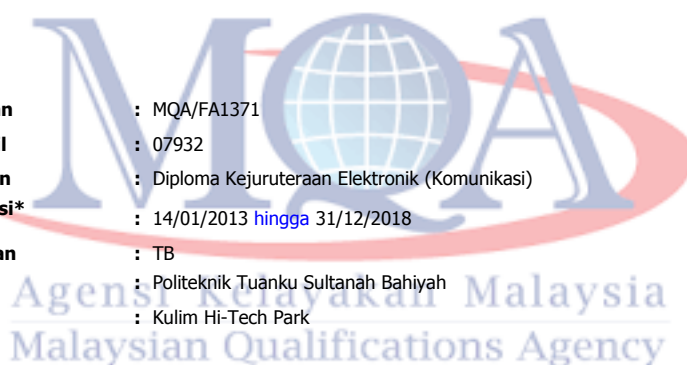 MQA
an : MQA/FA1371
l : 07932
n : Diploma Kejuruteraan Elektronik (Komunikasi)
si* : 14/01/2013 hingga 31/12/2018
an : TB
: Politeknik Tuanku Sultanah Bahiyah
: Kulim Hi-Tech Park
Agensi Kelayakan Malaysia
Malaysian Qualifications Agency